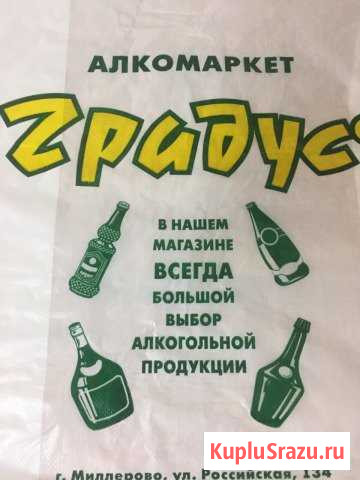 АЛКОМАРКЕТ
градус
В НАШЕМ
МАГАЗИНЕ
ВСЕГДА
БОЛЬШОЙ
ВЫБОР
АЛКОГОЛЬНОЙ
ПРОДУКЦИИ
г. Миллерово, ул. Российская, 134
KupluSrazu.ru